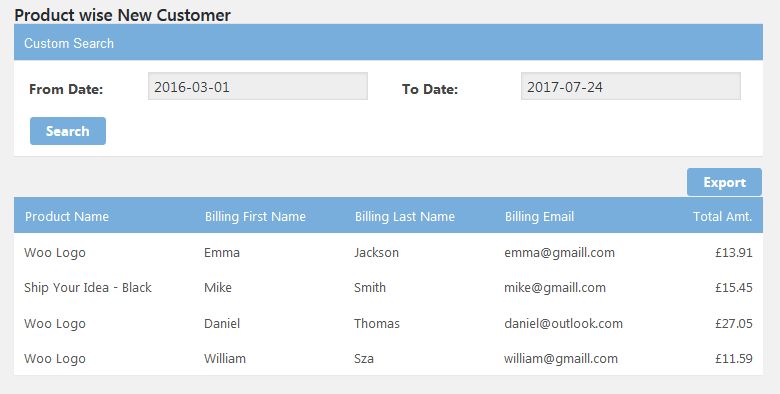 Product wise New Customer
Custom Search
From Date: 2016-03-01 To Date: 2017-07-24
Search
Export
Product Name Billing First Name Billing Last Name Billing Email Total Amt.
Woo Logo Emma Jackson emma@gmaill.com £13.91
Ship Your Idea - Black Mike Smith mike@gmaill.com £15.45
Woo Logo Daniel Thomas daniel@outlook.com £27.05
Woo Logo William Sza william@gmaill.com £11.59